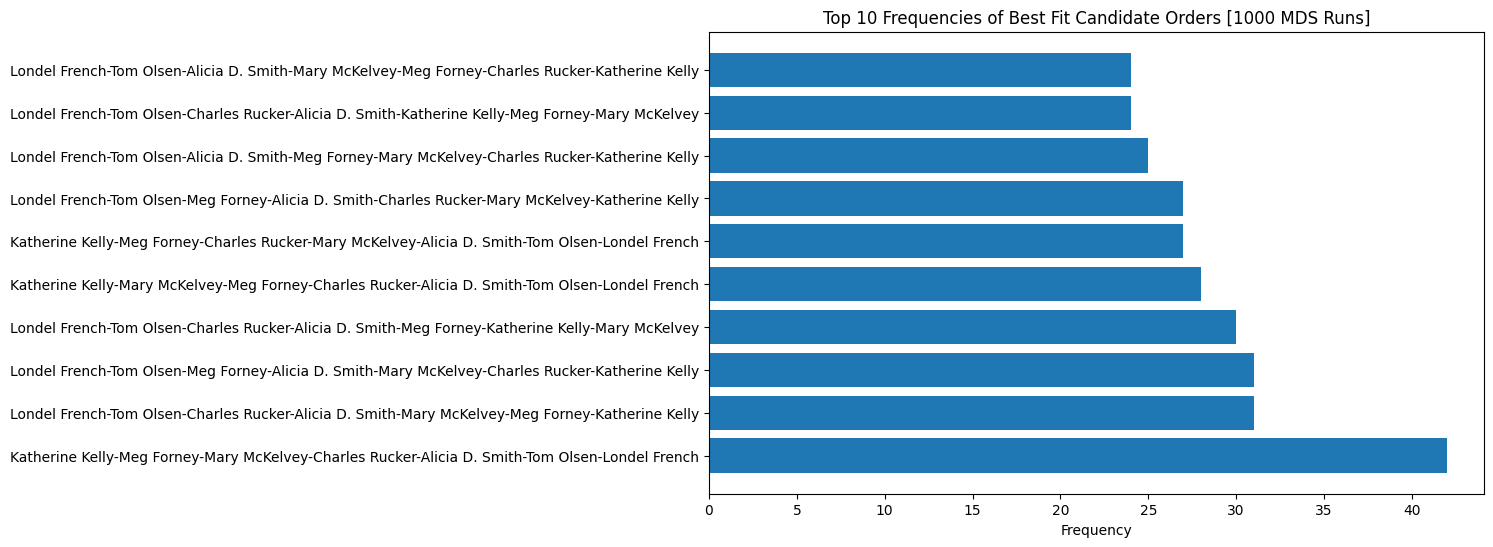 Top 10 Frequencies of Best Fit Candidate Orders [1000 MDS Runs]
Londel French-Tom Olsen-Alicia D. Smith-Mary McKelvey-Meg Forney-Charles Rucker-Katherine Kelly
Londel French-Tom Olsen-Charles Rucker-Alicia D. Smith-Katherine Kelly-Meg Forney-Mary McKelvey
Londel French-Tom Olsen-Alicia D. Smith-Meg Forney-Mary McKelvey-Charles Rucker-Katherine Kelly
Londel French-Tom Olsen-Meg Forney-Alicia D. Smith-Charles Rucker-Mary McKelvey-Katherine Kelly
Katherine Kelly-Meg Forney-Charles Rucker-Mary McKelvey-Alicia D. Smith-Tom Olsen-Londel French
Katherine Kelly-Mary McKelvey-Meg Forney-Charles Rucker-Alicia D. Smith-Tom Olsen-Londel French
Londel French-Tom Olsen-Charles Rucker-Alicia D. Smith-Meg Forney-Katherine Kelly-Mary McKelvey
Londel French-Tom Olsen-Meg Forney-Alicia D. Smith-Mary McKelvey-Charles Rucker-Katherine Kelly
Londel French-Tom Olsen-Charles Rucker-Alicia D. Smith-Mary McKelvey-Meg Forney-Katherine Kelly
Katherine Kelly-Meg Forney-Mary McKelvey-Charles Rucker-Alicia D. Smith-Tom Olsen-Londel French
0 5 10 15 20 25 30 35 40
Frequency